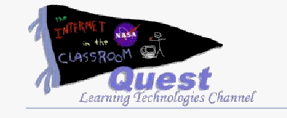 the
INTERNET
in the
CLASSROOM
NASA
Quest
Learning Technologies Channel